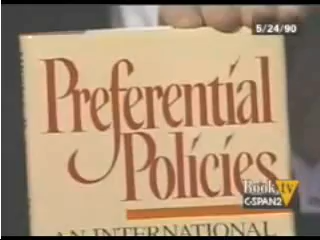 5/24/90
Preferential
Policies
Book tv
C-SPAN2
AN INTERNATIONAL